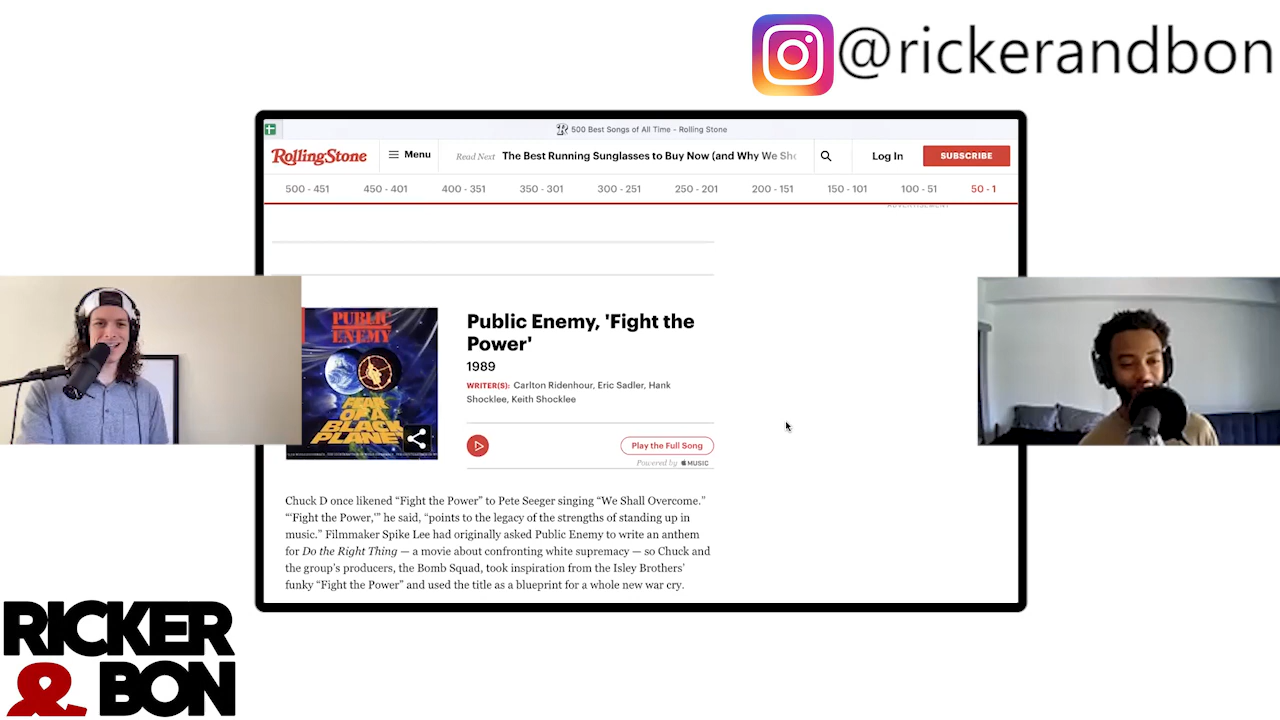 @rickerandbon
500 Best Songs of All Time - Rolling Stone
RollingStone
Menu
Read Next The Best Running Sunglasses to Buy Now (and Why We Sho
Log In
SUBSCRIBE
500 - 451
450 - 401
400 - 351
350 - 301
300 - 251
250 - 201
200 - 151
150 - 101
100 - 51
50 - 1
ADVERTISEMENT
PUBLIC
ENEMY
FEAR
OF A
BLACK
PLANE
Public Enemy, 'Fight the
Power'
1989
WRITER(S): Carlton Ridenhour, Eric Sadler, Hank
Shocklee, Keith Shocklee
Play the Full Song
Powered by MUSIC
Chuck D once likened “Fight the Power” to Pete Seeger singing “We Shall Overcome.”
“‘Fight the Power,’” he said, “points to the legacy of the strengths of standing up in
music.” Filmmaker Spike Lee had originally asked Public Enemy to write an anthem
for Do the Right Thing — a movie about confronting white supremacy — so Chuck and
the group’s producers, the Bomb Squad, took inspiration from the Isley Brothers’
funky “Fight the Power” and used the title as a blueprint for a whole new war cry.
RICKER
& BON